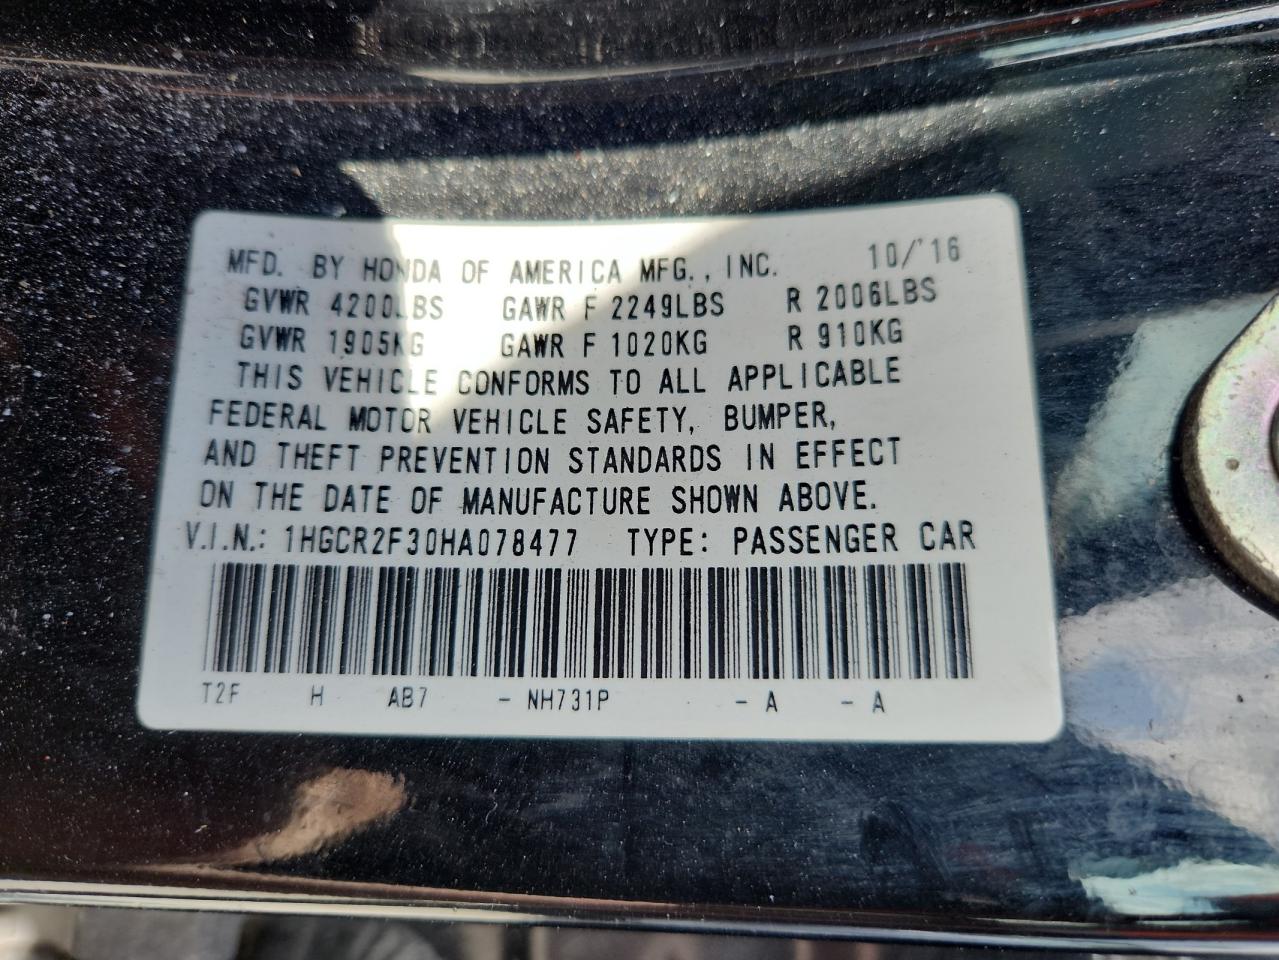 MFD. BY HONDA OF AMERICA MFG., INC. 10/'16
GVWR 4200LBS GAWR F 2249LBS R 2006LBS
GVWR 1905KG GAWR F 1020KG R 910KG
THIS VEHICLE CONFORMS TO ALL APPLICABLE
FEDERAL MOTOR VEHICLE SAFETY, BUMPER,
AND THEFT PREVENTION STANDARDS IN EFFECT
ON THE DATE OF MANUFACTURE SHOWN ABOVE.
V.I.N.: 1HGCR2F30HA078477 TYPE: PASSENGER CAR
T2F H AB7 - NH731P - A - A